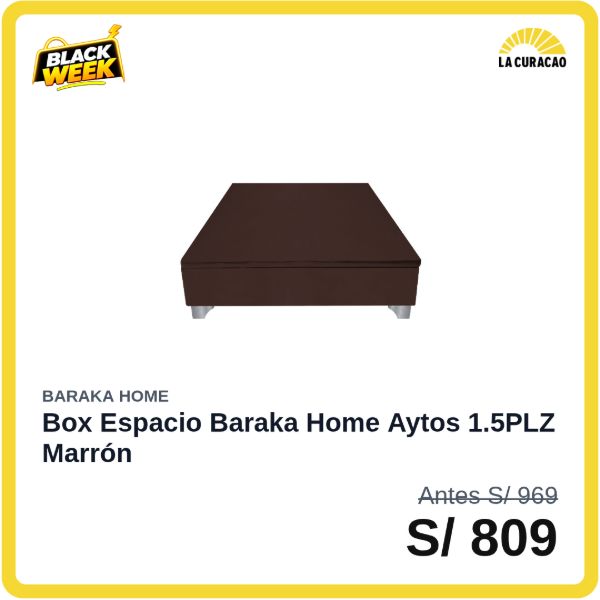 BLACK
WEEK
LA CURACAO
BARAKA HOME
Box Espacio Baraka Home Aytos 1.5PLZ
Marrón
Antes S/ 969
S/ 809